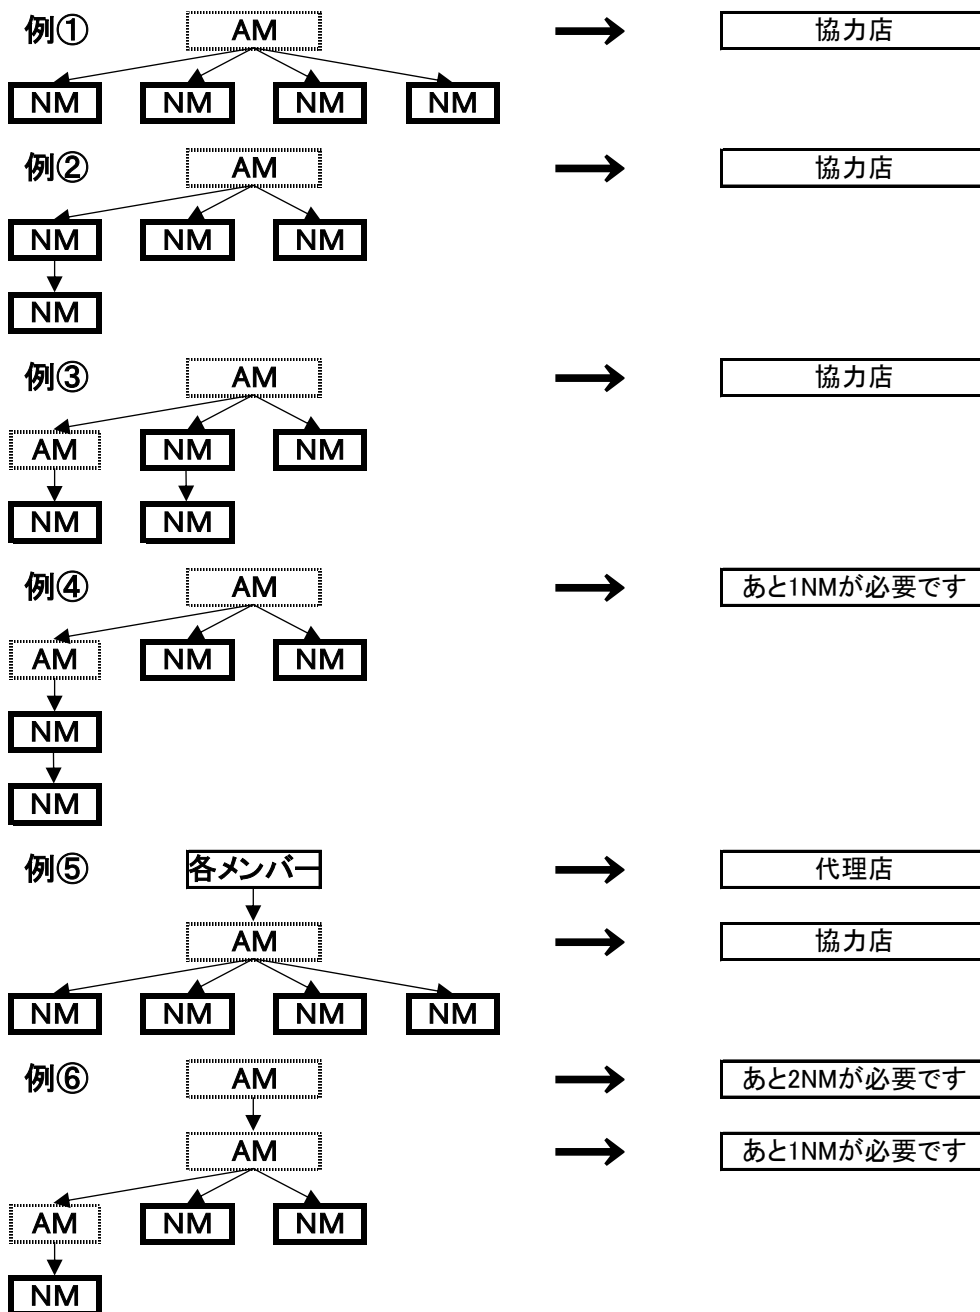 例① AM 協力店
NM NM NM NM
例② AM 協力店
NM NM NM
NM
例③ AM 協力店
AM NM NM
NM NM
例④ AM あと1NMが必要です
AM NM NM
NM
NM
例⑤ 各メンバー 代理店
AM 協力店
NM NM NM NM
例⑥ AM あと2NMが必要です
AM あと1NMが必要です
AM NM NM
NM